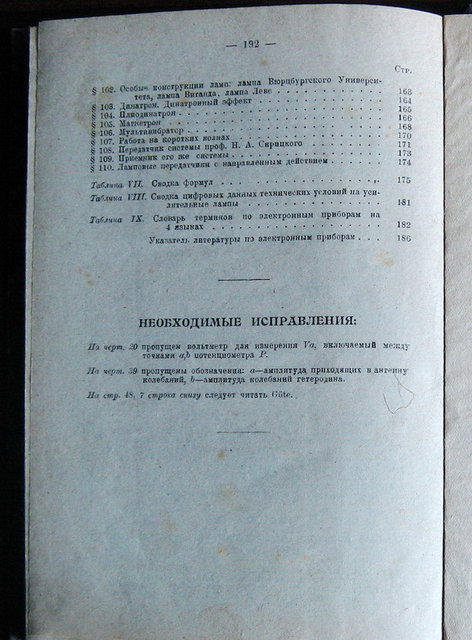 — 192 —
Стр.
§ 102. Особые конструкции ламп: лампа Вюрцбургского Универси-
тета, лампа Виганда, лампа Леве . . . . . . . . . . . 163
§ 103. Динатрон. Динатронный эффект . . . . . . . . . . . 164
§ 104. Плиодинатрон . . . . . . . . . . . 165
§ 105. Магнетрон . . . . . . . . . . . 166
§ 106. Мультивибратор . . . . . . . . . . . 168
§ 107. Работа на коротких волнах . . . . . . . . . . . 170
§ 108. Передатчик системы проф. Н. А. Скрицкого . . . . . . . 171
§ 109. Приемник его же системы . . . . . . . . . . . 173
§ 110. Ламповые передатчики с направленным действием . . . . . 174
Таблица VII. Сводка формул . . . . . . . . . . . 175
Таблица VIII. Сводка цифровых данных технических условий на уси-
лительные лампы . . . . . . . . . . . 181
Таблица IX. Словарь терминов по электронным приборам на
4 языках . . . . . . . . . . . 182
Указатель литературы по электронным приборам . . . 186
НЕОБХОДИМЫЕ ИСПРАВЛЕНИЯ:
На черт. 20 пропущен вольтметр для измерения Va, включаемый между
точками a,b потенциометра P.
На черт. 39 пропущены обозначения: a—амплитуда приходящих в антенну
колебаний, b—амплитуда колебаний гетеродина.
На стр. 48, 7 строка снизу следует читать Güte.